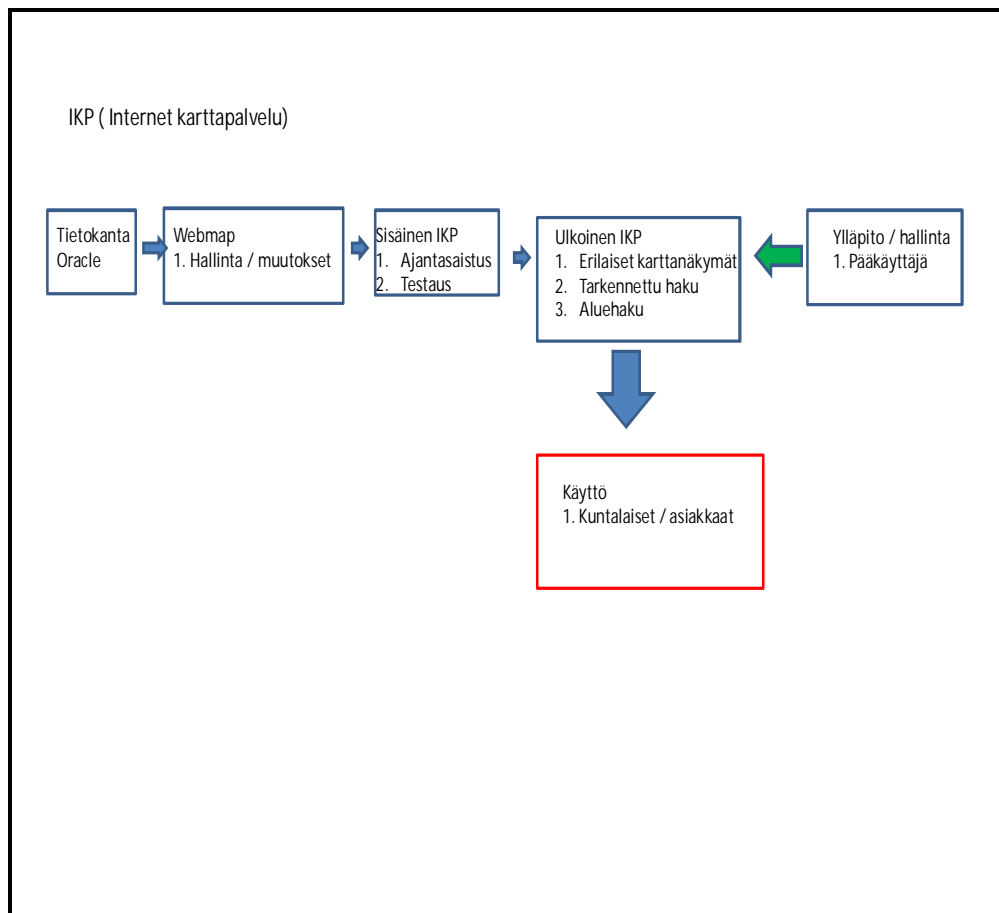 IKP ( Internet karttapalvelu)
Tietokanta
Oracle
Webmap
1. Hallinta / muutokset
Sisäinen IKP
1. Ajantasaistus
2. Testaus
Ulkoinen IKP
1. Erilaiset karttanäkymät
2. Tarkennettu haku
3. Aluehaku
Ylläpito / hallinta
1. Pääkäyttäjä
Käyttö
1. Kuntalaiset / asiakkaat